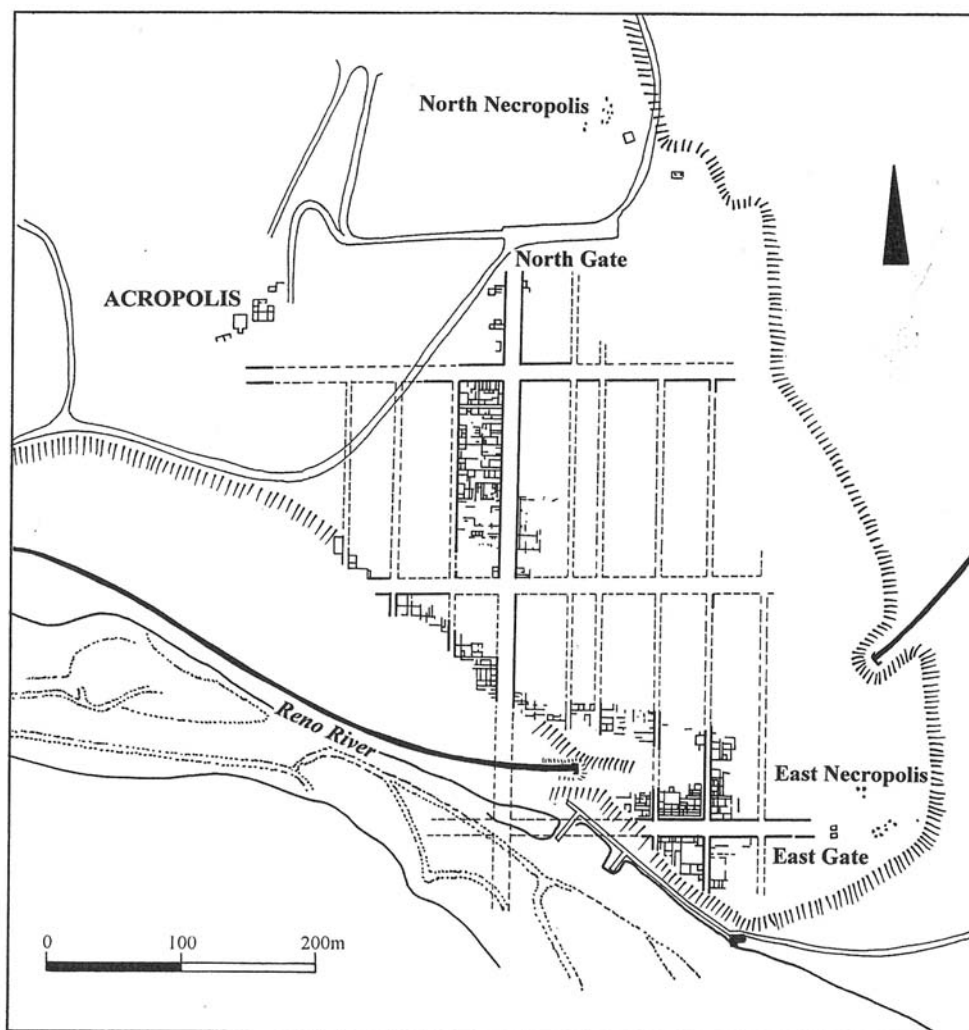 North Necropolis
North Gate
ACROPOLIS
Reno River
East Necropolis
East Gate
0 100 200m